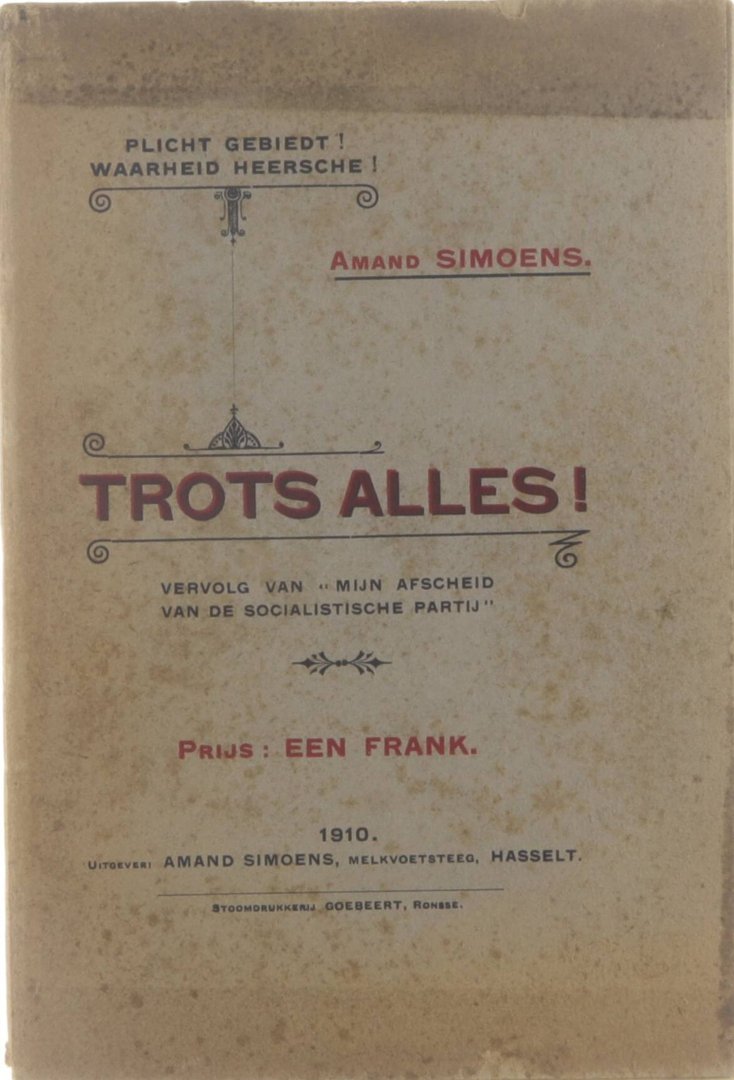 PLICHT GEBIEDT !
WAARHEID HEERSCHE !
AMAND SIMOENS.
TROTS ALLES !
VERVOLG VAN “ MIJN AFSCHEID
VAN DE SOCIALISTISCHE PARTIJ ”
PRIJS : EEN FRANK.
1910.
UITGEVER : AMAND SIMOENS, MELKVOETSTEEG, HASSELT.
STOOMDRUKKERIJ GOEBEERT, RONSSE.